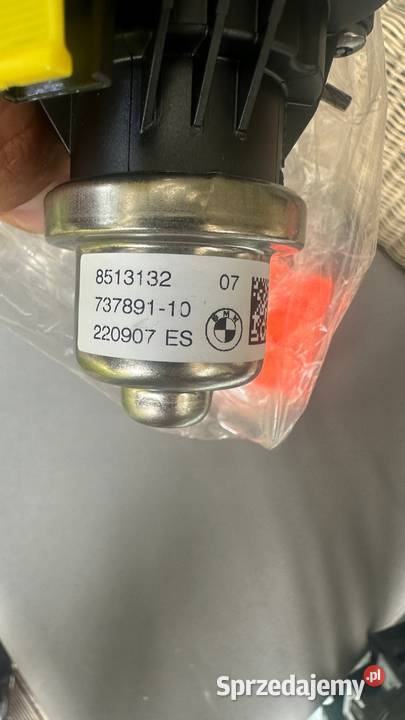 8513132 07
737891-10
220907 ES
BMW
Sprzedajemy.pl